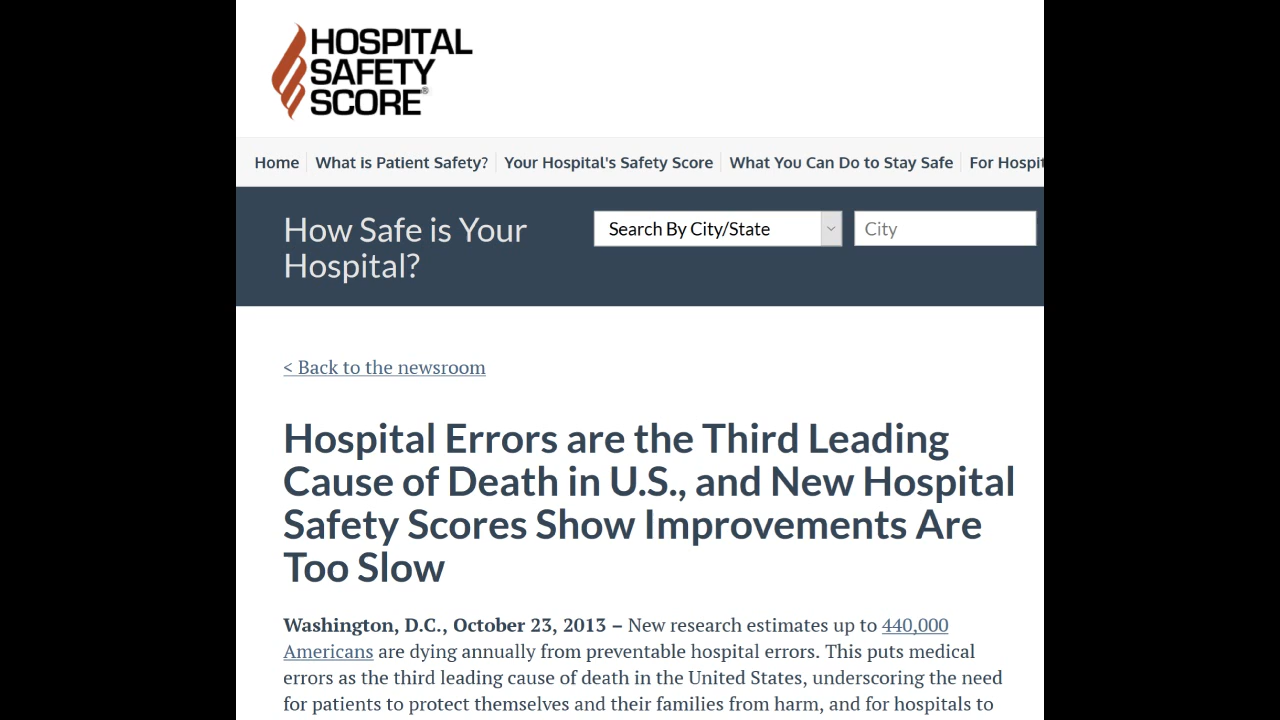 HOSPITAL
SAFETY
SCORE®
Home What is Patient Safety? Your Hospital's Safety Score What You Can Do to Stay Safe For Hospit
How Safe is Your
Hospital?
Search By City/State City
< Back to the newsroom
Hospital Errors are the Third Leading
Cause of Death in U.S., and New Hospital
Safety Scores Show Improvements Are
Too Slow
Washington, D.C., October 23, 2013 – New research estimates up to 440,000
Americans are dying annually from preventable hospital errors. This puts medical
errors as the third leading cause of death in the United States, underscoring the need
for patients to protect themselves and their families from harm, and for hospitals to